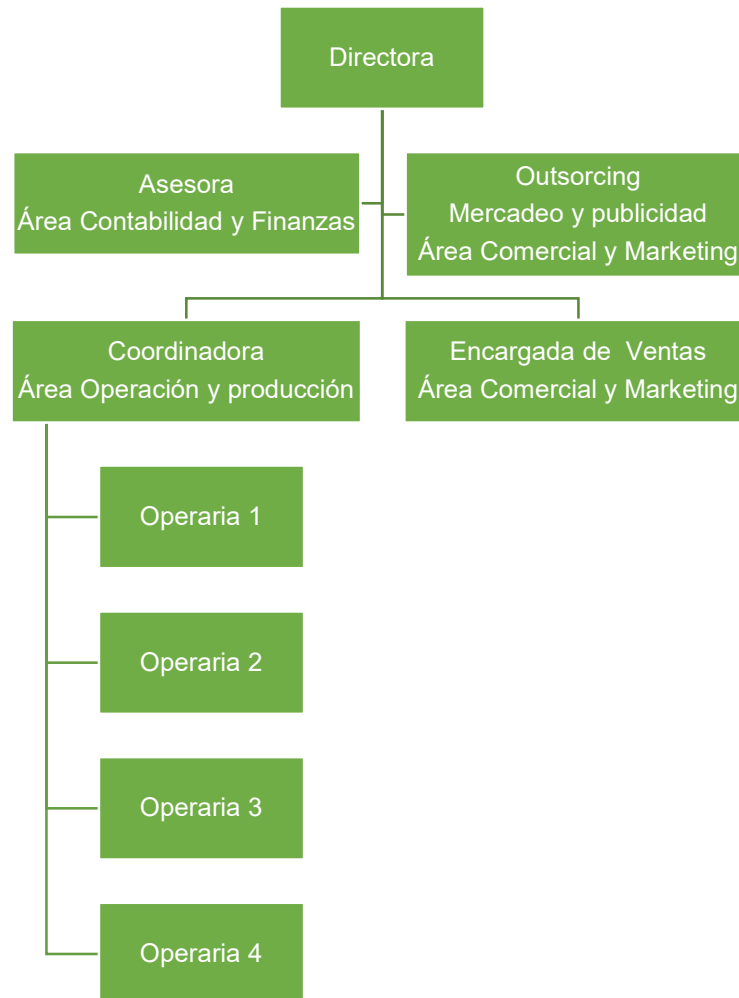 Directora
Asesora
Área Contabilidad y Finanzas
Outsorcing
Mercadeo y publicidad
Área Comercial y Marketing
Coordinadora
Área Operación y producción
Encargada de  Ventas
Área Comercial y Marketing
Operaria 1
Operaria 2
Operaria 3
Operaria 4